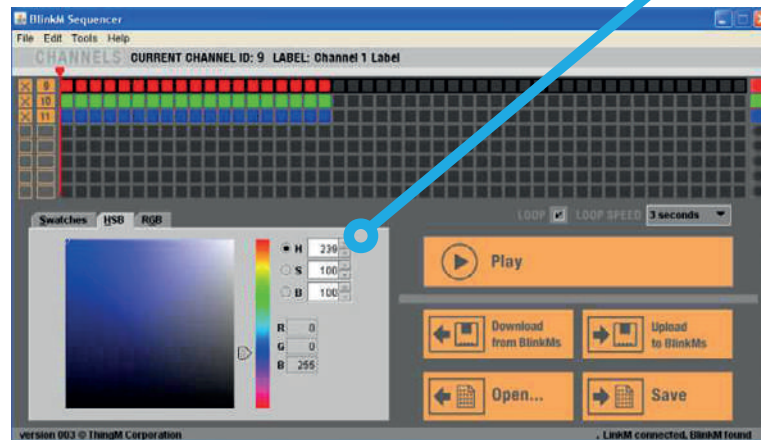 BlinkM Sequencer
File Edit Tools Help
CHANNELS CURRENT CHANNEL ID: 9 LABEL: Channel 1 Label
9
10
11
Swatches HSB RGB
LOOP LOOP SPEED 3 seconds
H 239
S 100
B 100
R 0
G 0
B 255
Play
Download
from BlinkMs
Upload
to BlinkMs
Open...
Save
version 003 © ThingM Corporation
. LinkM connected, BlinkM found